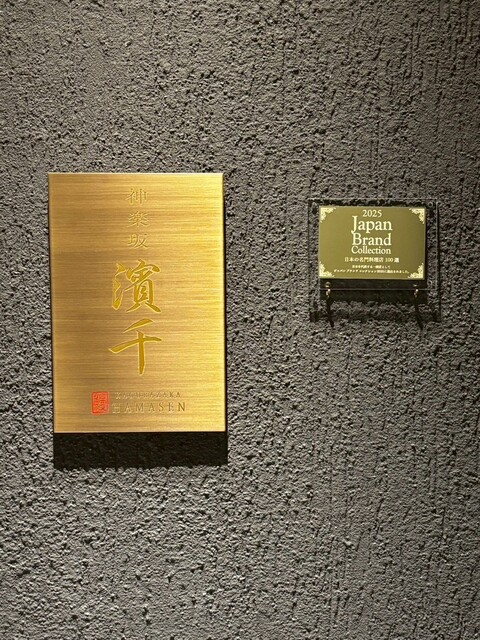 神楽坂
濱千
KAGURAZAKA
HAMASEN
2025
Japan
Brand
Collection
日本の名門料理店 100 選